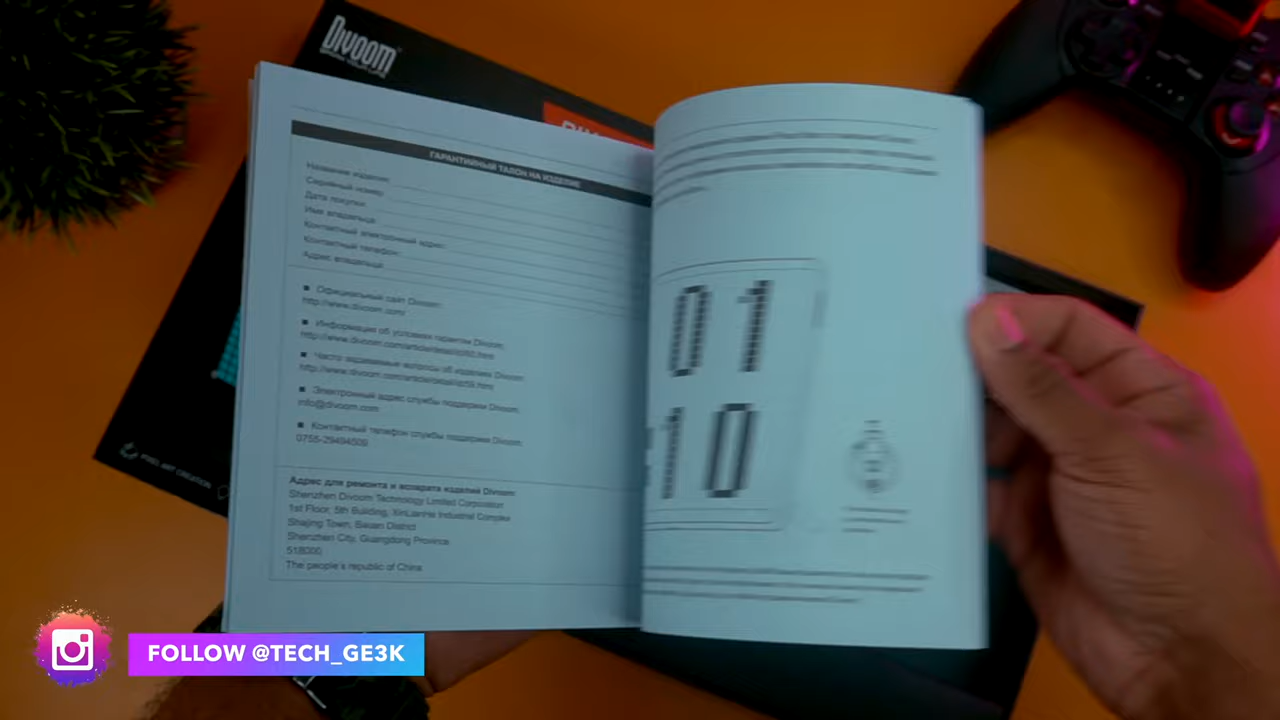 Divoom
ГАРАНТИЙНЫЙ ТАЛОН НА ИЗДЕЛИЕ
Название изделия:
Серийный номер:
Дата покупки:
Имя владельца:
Контактный электронный адрес:
Контактный телефон:
Адрес владельца:
■ Официальный сайт Divoom:
http://www.divoom.com/
■ Информация об условиях гарантии Divoom:
■ Часто задаваемые вопросы об изделиях Divoom:
■ Электронный адрес службы поддержки Divoom:
info@divoom.com
■ Контактный телефон службы поддержки Divoom:
0755-29494509
Адрес для ремонта и возврата изделий Divoom:
Shenzhen Divoom Technology Limited Corporation
1st Floor, 5th Building, XinLianHe Industrial Complex
Shajing Town, Baoan District
Shenzhen City, Guangdong Province
518000
The people's republic of China
01
10
PIXEL ART CREATION
FOLLOW @TECH_GE3K